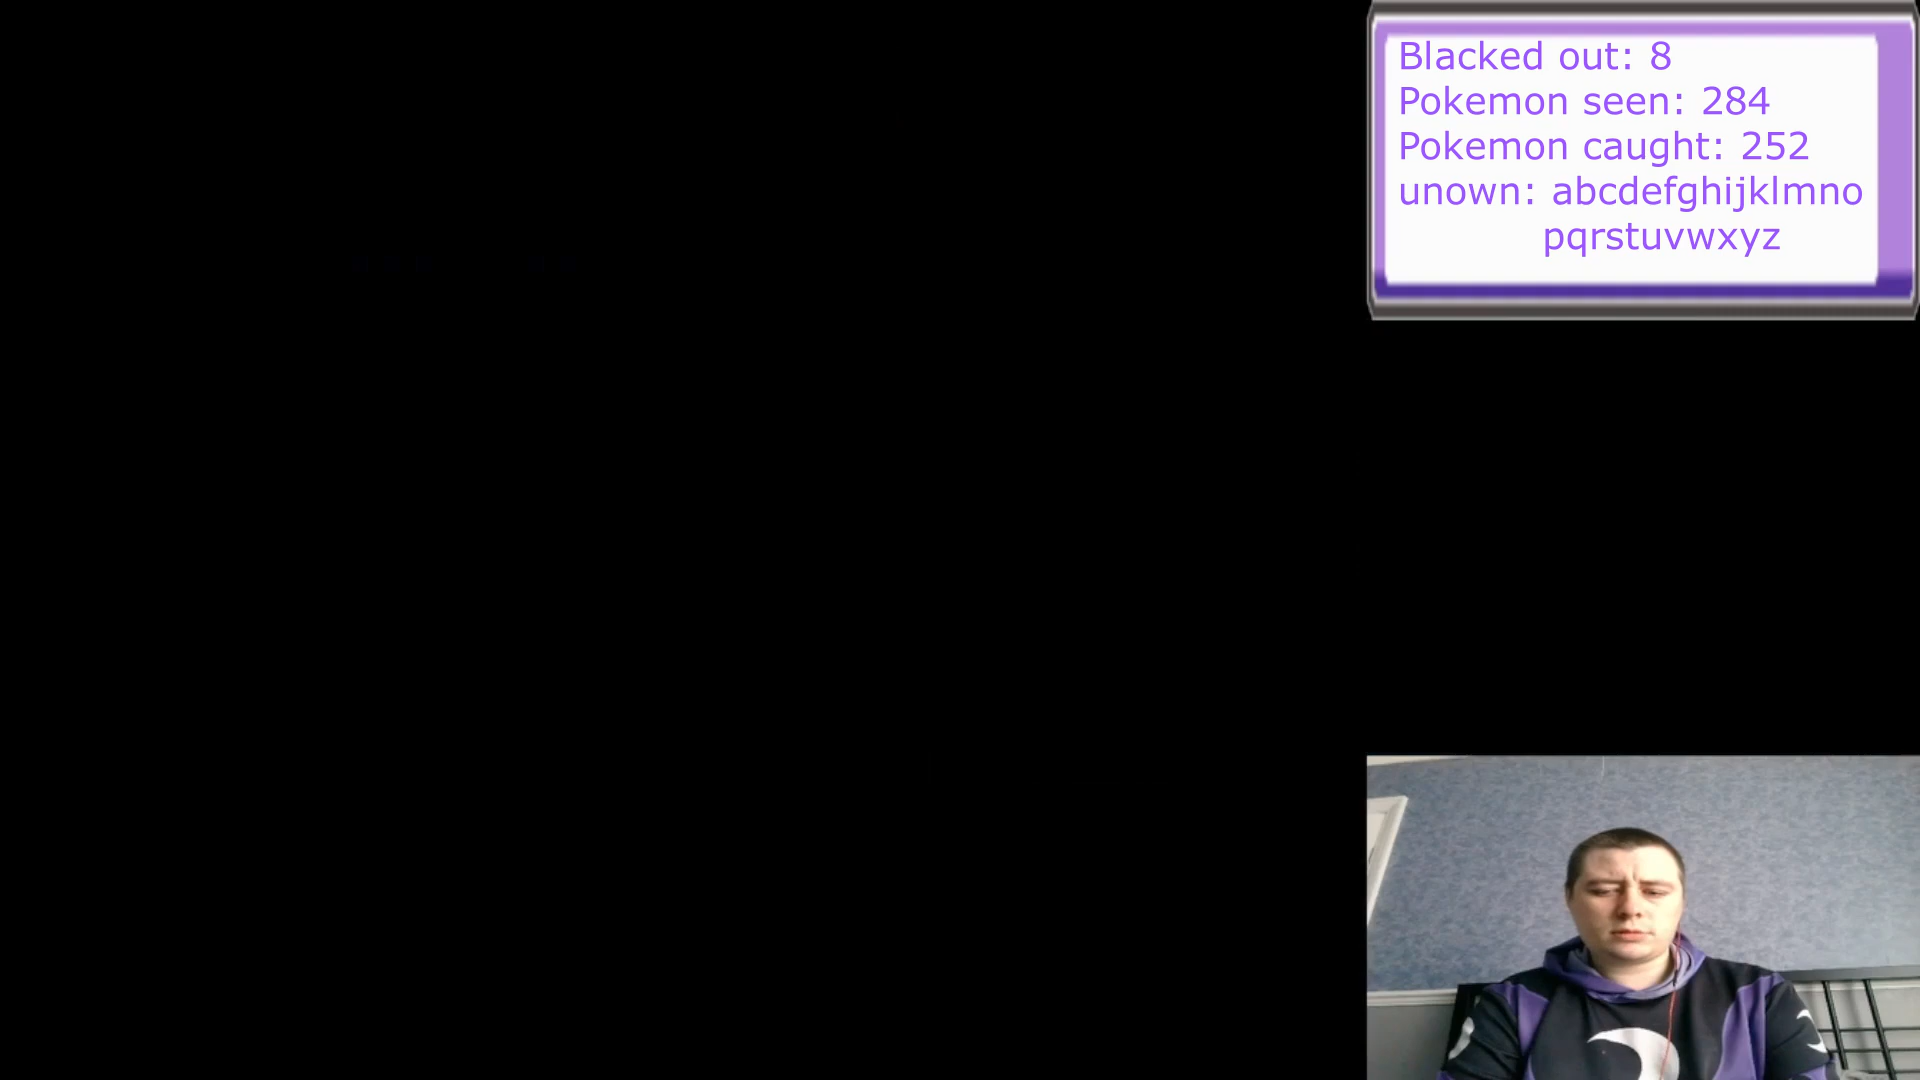 Blacked out: 8
Pokemon seen: 284
Pokemon caught: 252
unown: abcdefghijklmno
pqrstuvwxyz